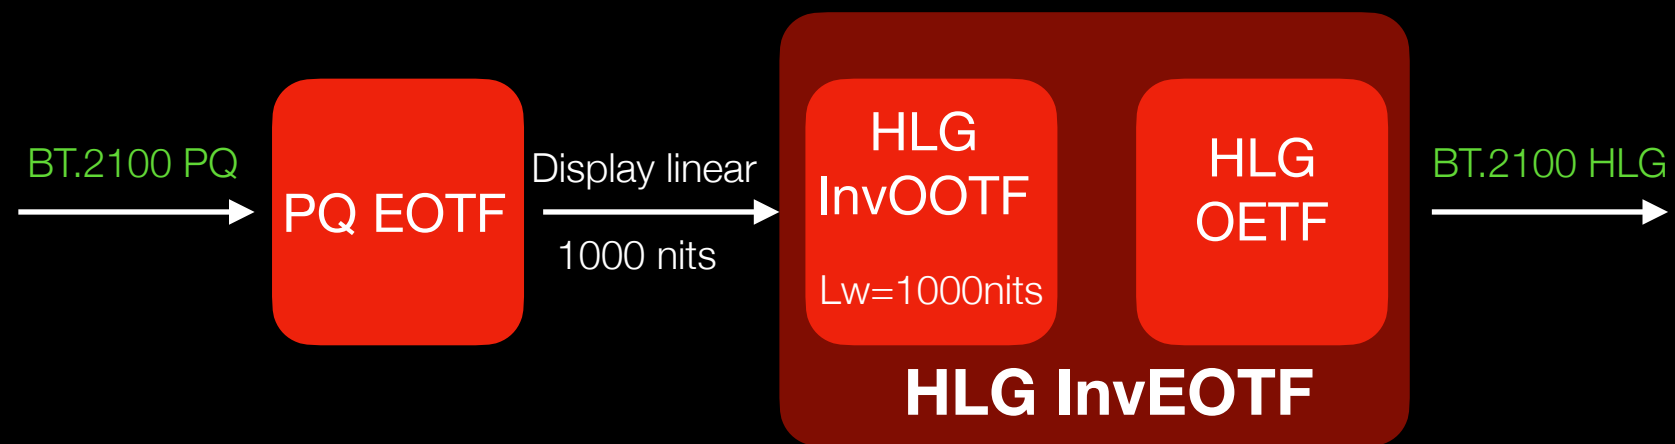 BT.2100 PQ
PQ EOTF
Display linear
1000 nits
HLG
InvOOTF
Lw=1000nits
HLG
OETF
HLG InvEOTF
BT.2100 HLG